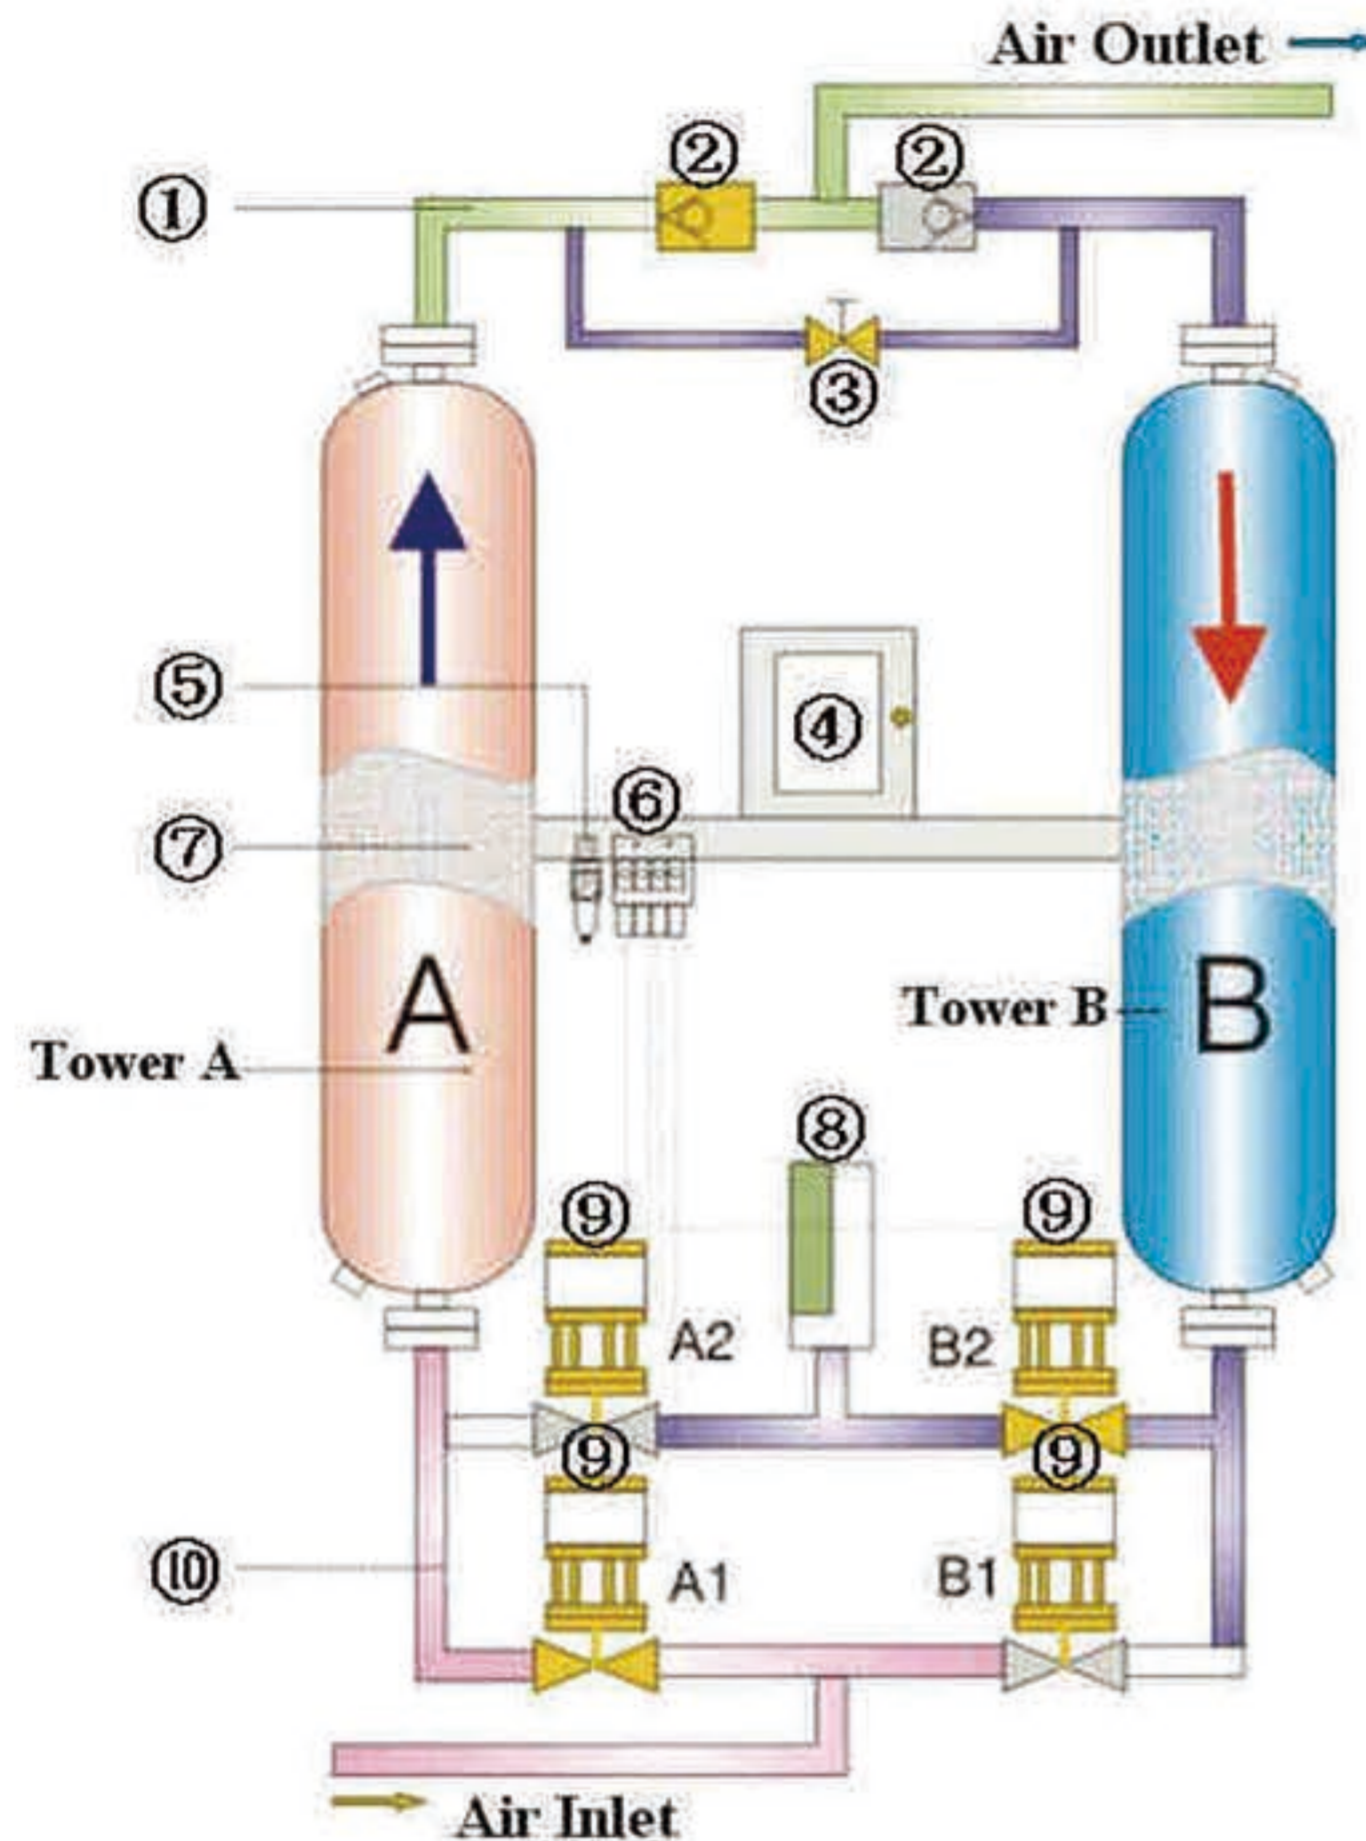 Air Outlet
② ②
①
③
⑤
④
⑥
⑦
A B
Tower B
Tower A
⑧
⑨ ⑨
A2 B2
⑨ ⑨
⑩
A1 B1
Air Inlet